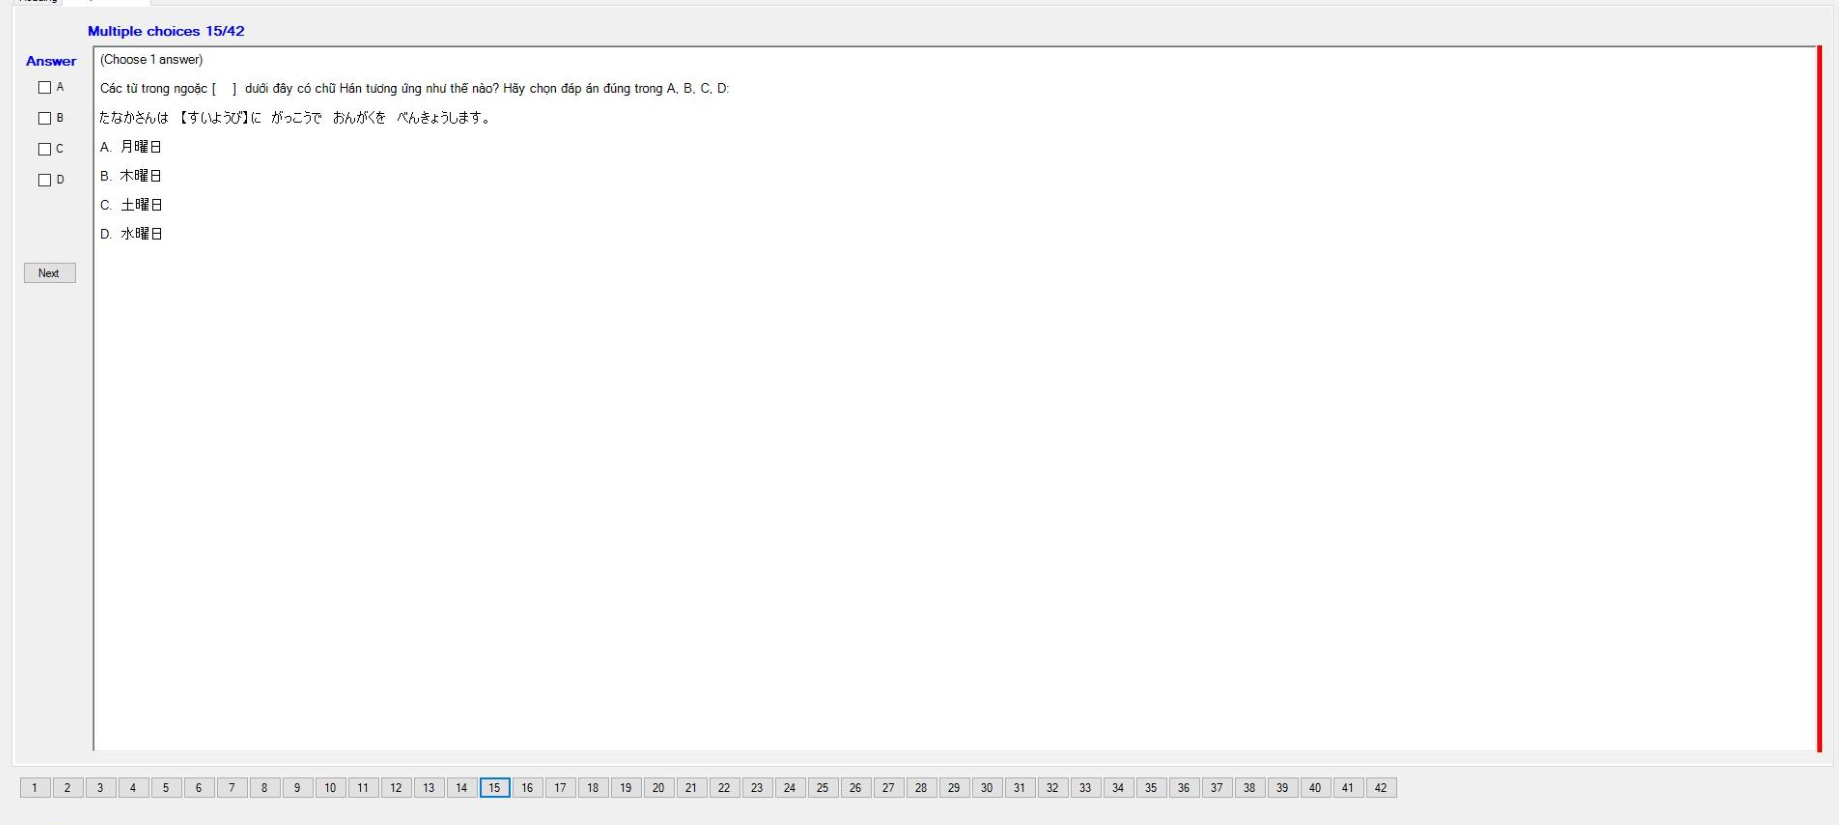 Multiple choices 15/42
Answer
A
B
C
D
Next
(Choose 1 answer)
Các từ trong ngoặc [    ]  dưới đây có chữ Hán tương ứng như thế nào? Hãy chọn đáp án đúng trong A, B, C, D:
たなかさんは 【すいようび】に がっこうで おんがくを べんきょうします。
A. 月曜日
B. 木曜日
C. 土曜日
D. 水曜日
1 2 3 4 5 6 7 8 9 10 11 12 13 14 15 16 17 18 19 20 21 22 23 24 25 26 27 28 29 30 31 32 33 34 35 36 37 38 39 40 41 42